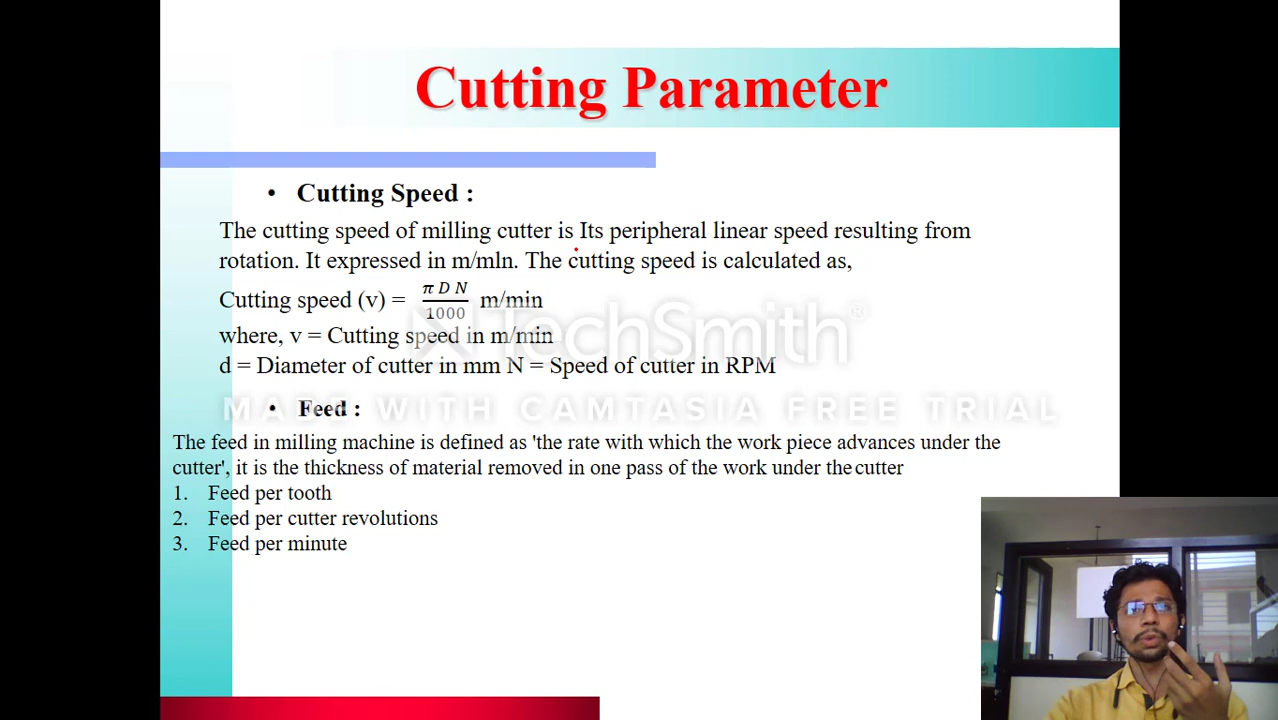 Cutting Parameter
• Cutting Speed :
The cutting speed of milling cutter is Its peripheral linear speed resulting from
rotation. It expressed in m/mln. The cutting speed is calculated as,
Cutting speed (v) = π D N / 1000 m/min
where, v = Cutting speed in m/min
d = Diameter of cutter in mm N = Speed of cutter in RPM
TechSmith®
MADE WITH CAMTASIA FREE TRIAL
• Feed :
The feed in milling machine is defined as 'the rate with which the work piece advances under the
cutter', it is the thickness of material removed in one pass of the work under the cutter
1. Feed per tooth
2. Feed per cutter revolutions
3. Feed per minute